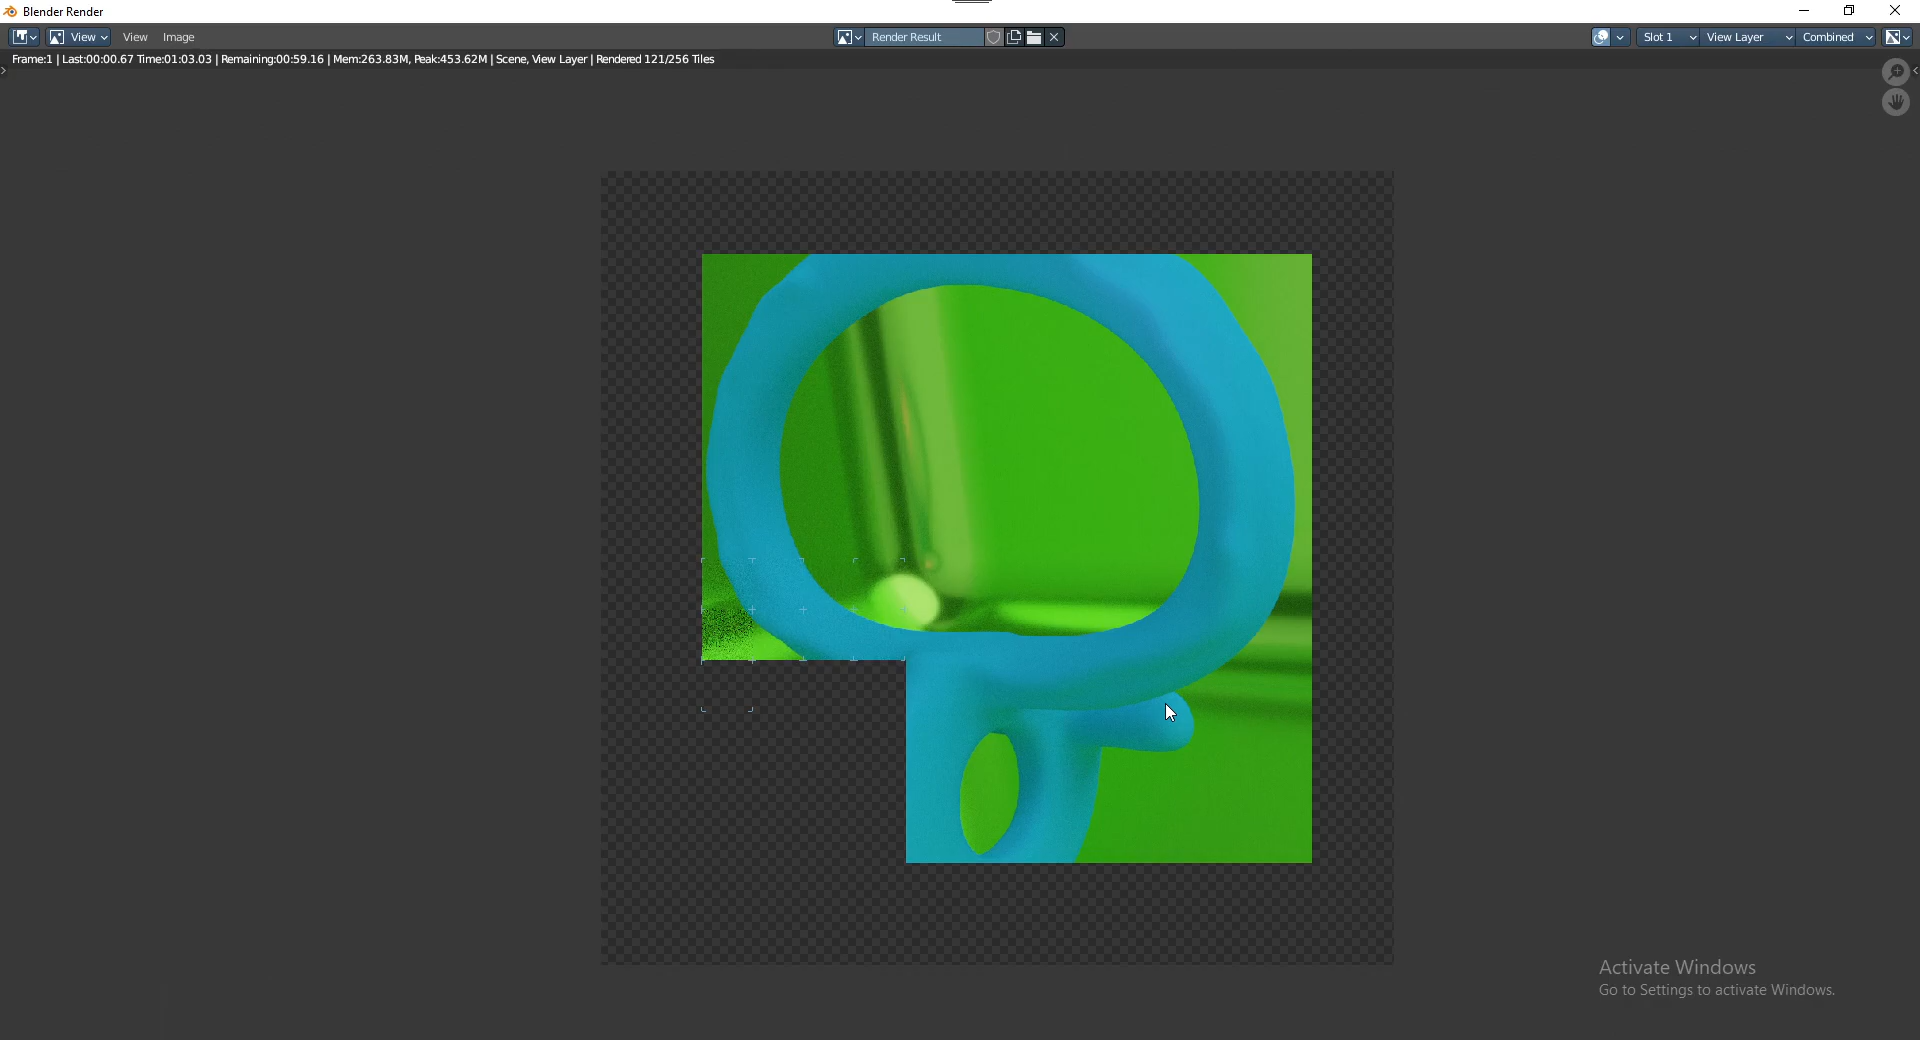 Blender Render
View View Image Render Result Slot 1 View Layer Combined
Frame:1 | Last:00:00.67 Time:01:03.03 | Remaining:00:59.16 | Mem:263.83M, Peak:453.62M | Scene, View Layer | Rendered 121/256 Tiles
Activate Windows
Go to Settings to activate Windows.